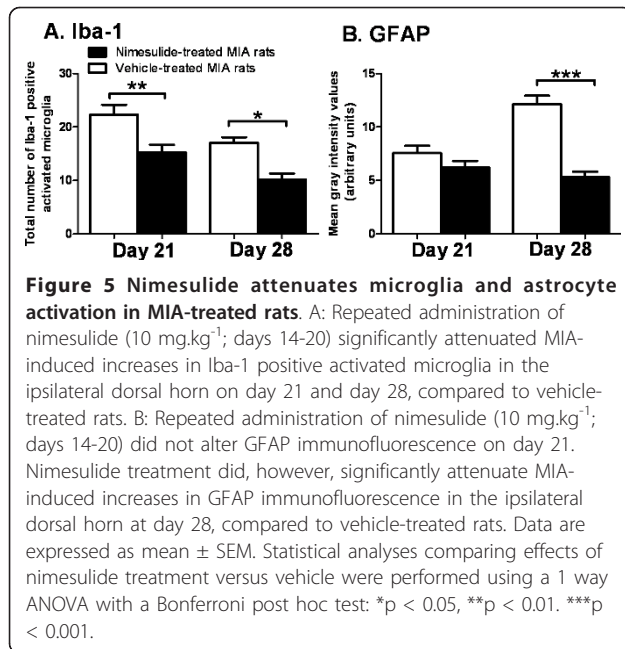 A. Iba-1
B. GFAP
Nimesulide-treated MIA rats
Vehicle-treated MIA rats
Total number of Iba-1 positive
activated microglia
30
20
10
0
**
*
Day 21
Day 28
Mean gray intensity values
(arbitrary units)
15
10
5
0
***
Day 21
Day 28
Figure 5 Nimesulide attenuates microglia and astrocyte
activation in MIA-treated rats. A: Repeated administration of
nimesulide (10 mg.kg-1; days 14-20) significantly attenuated MIA-
induced increases in Iba-1 positive activated microglia in the
ipsilateral dorsal horn on day 21 and day 28, compared to vehicle-
treated rats. B: Repeated administration of nimesulide (10 mg.kg-1;
days 14-20) did not alter GFAP immunofluorescence on day 21.
Nimesulide treatment did, however, significantly attenuate MIA-
induced increases in GFAP immunofluorescence in the ipsilateral
dorsal horn at day 28, compared to vehicle-treated rats. Data are
expressed as mean ± SEM. Statistical analyses comparing effects of
nimesulide treatment versus vehicle were performed using a 1 way
ANOVA with a Bonferroni post hoc test: *p < 0.05, **p < 0.01. ***p
< 0.001.